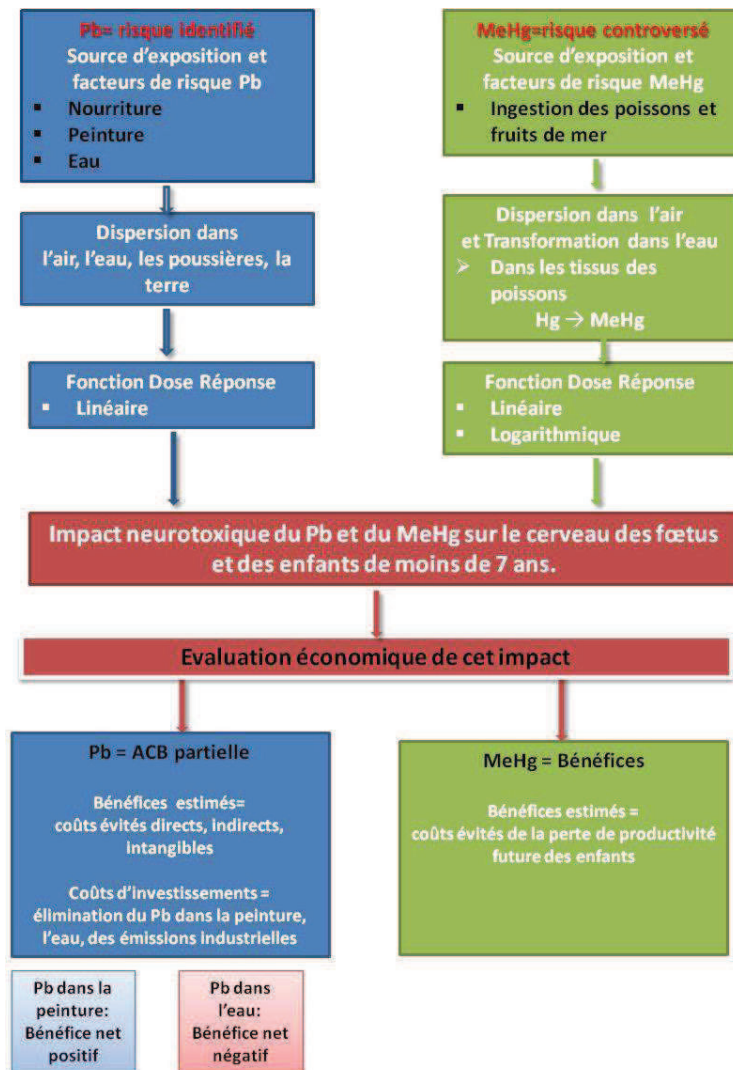 Pb= risque identifié
Source d'exposition et
facteurs de risque Pb
▪ Nourriture
▪ Peinture
▪ Eau
MeHg=risque controversé
Source d'exposition et
facteurs de risque MeHg
▪ Ingestion des poissons et
fruits de mer
Dispersion dans
l'air, l'eau, les poussières, la
terre
Dispersion dans l'air
et Transformation dans l'eau
➢ Dans les tissus des
poissons
Hg → MeHg
Fonction Dose Réponse
▪ Linéaire
Fonction Dose Réponse
▪ Linéaire
▪ Logarithmique
Impact neurotoxique du Pb et du MeHg sur le cerveau des fœtus
et des enfants de moins de 7 ans.
Evaluation économique de cet impact
Pb = ACB partielle
Bénéfices estimés=
coûts évités directs, indirects,
intangibles
Coûts d'investissements =
élimination du Pb dans la peinture,
l'eau, des émissions industrielles
MeHg = Bénéfices
Bénéfices estimés =
coûts évités de la perte de productivité
future des enfants
Pb dans la
peinture:
Bénéfice net
positif
Pb dans
l'eau:
Bénéfice net
négatif